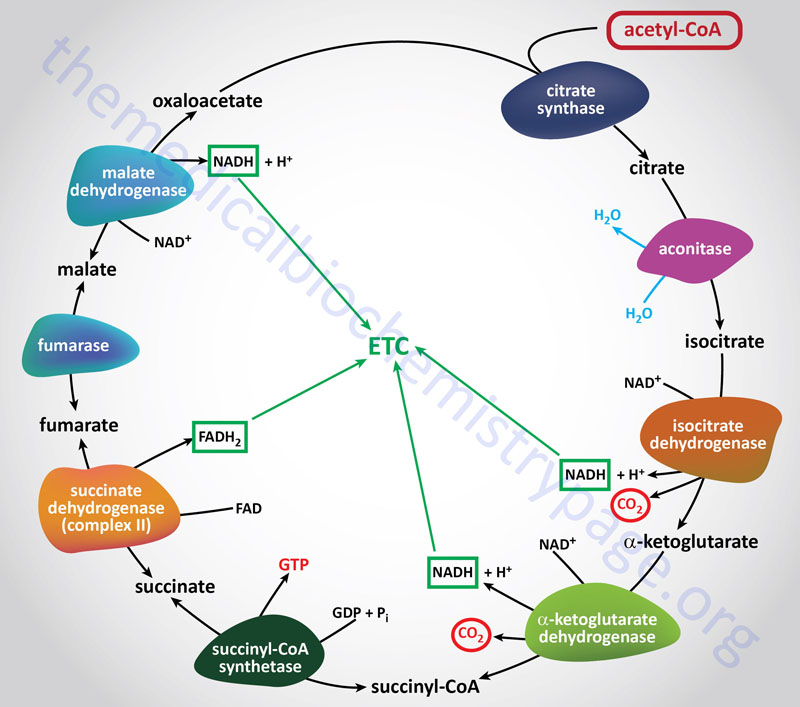 acetyl-CoA
citrate
synthase
citrate
H₂O
aconitase
H₂O
isocitrate
NAD⁺
isocitrate
dehydrogenase
NADH + H⁺
CO₂
α-ketoglutarate
NAD⁺
α-ketoglutarate
dehydrogenase
NADH + H⁺
CO₂
succinyl-CoA
GDP + Pᵢ
GTP
succinyl-CoA
synthetase
succinate
succinate
dehydrogenase
(complex II)
FAD
FADH₂
fumarate
fumarase
malate
NAD⁺
malate
dehydrogenase
NADH + H⁺
oxaloacetate
ETC
themedicalbiochemistrypage.org